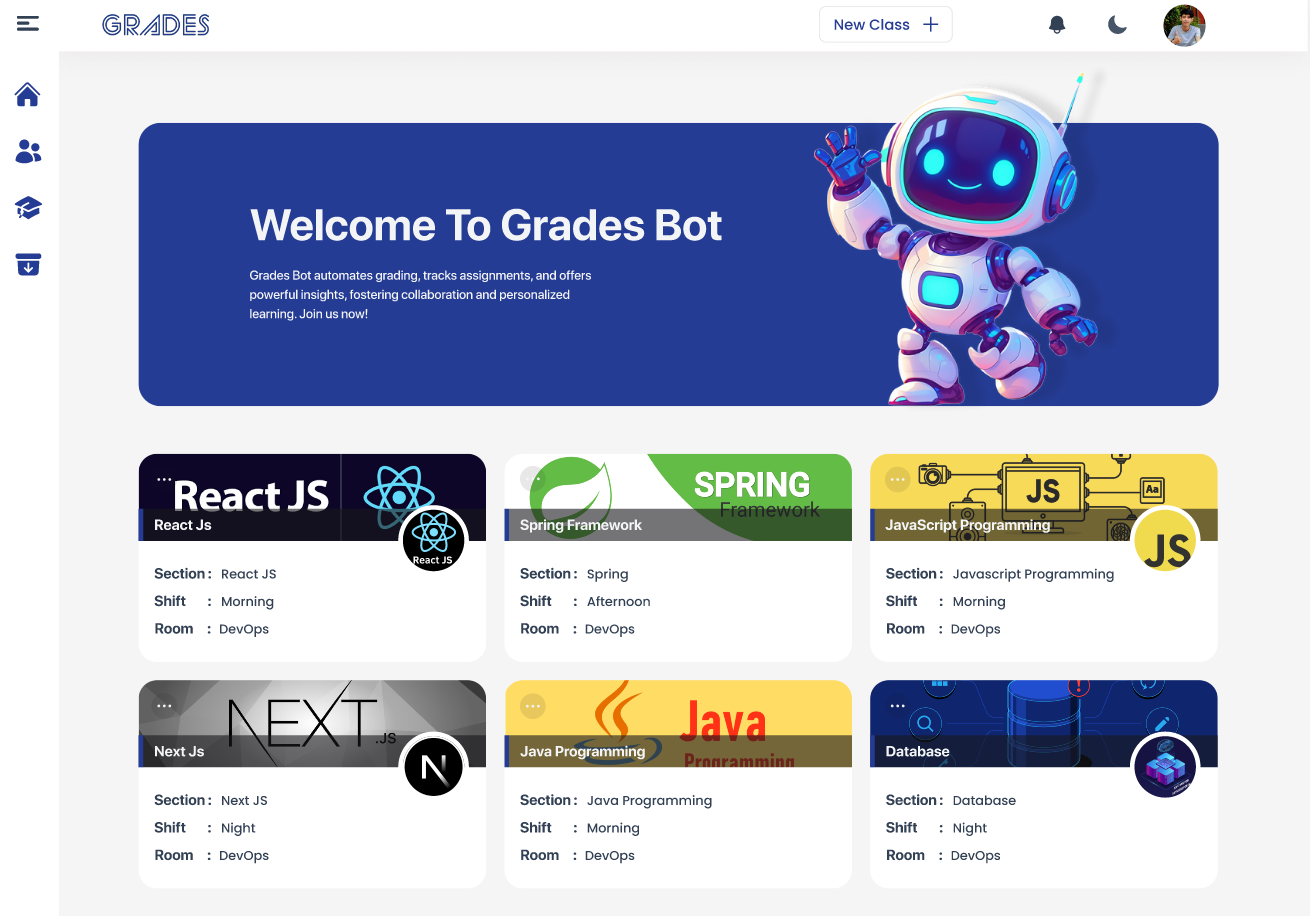 GRADES
New Class
Welcome To Grades Bot
Grades Bot automates grading, tracks assignments, and offers
powerful insights, fostering collaboration and personalized
learning. Join us now!
React JS
React Js
React JS
Section : React JS
Shift : Morning
Room : DevOps
SPRING
Framework
Spring Framework
Section : Spring
Shift : Afternoon
Room : DevOps
JS
Aa
JavaScript Programming
JS
Section : Javascript Programming
Shift : Morning
Room : DevOps
NEXT.JS
Next Js
N
Section : Next JS
Shift : Night
Room : DevOps
Java
Programming
Java Programming
Section : Java Programming
Shift : Morning
Room : DevOps
Database
Section : Database
Shift : Night
Room : DevOps